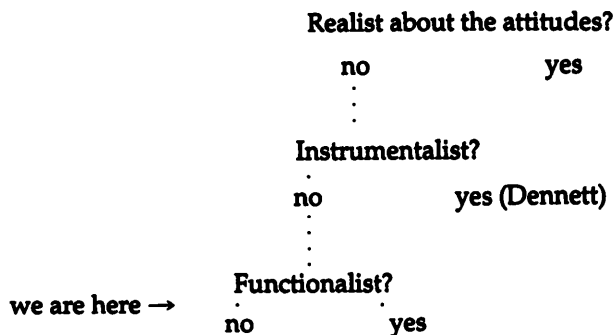 Realist about the attitudes?
no yes
Instrumentalist?
no yes (Dennett)
Functionalist?
we are here →
no yes